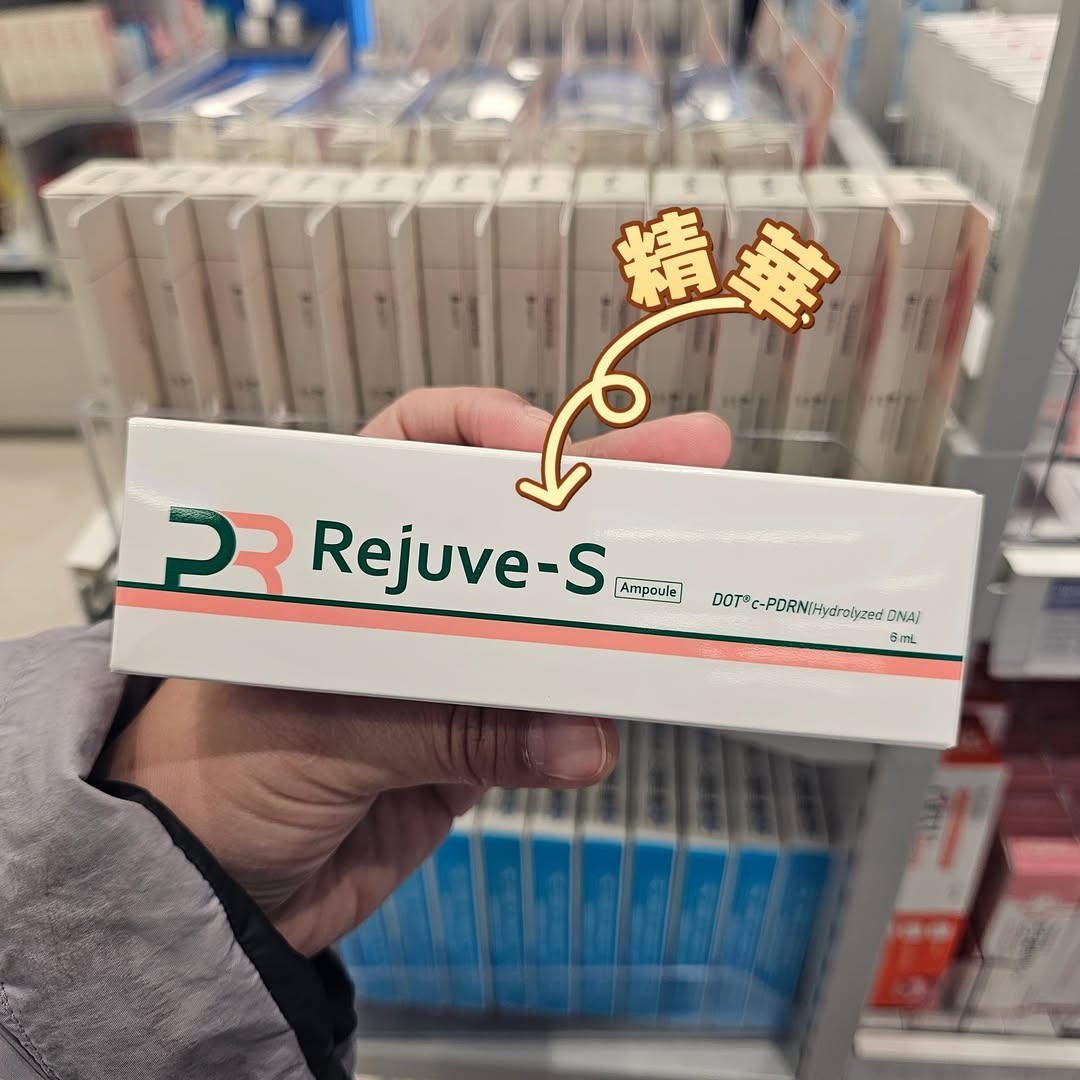 精華
PR
Rejuve-S
Ampoule
DOT® c-PDRN(Hydrolyzed DNA)
6 mL